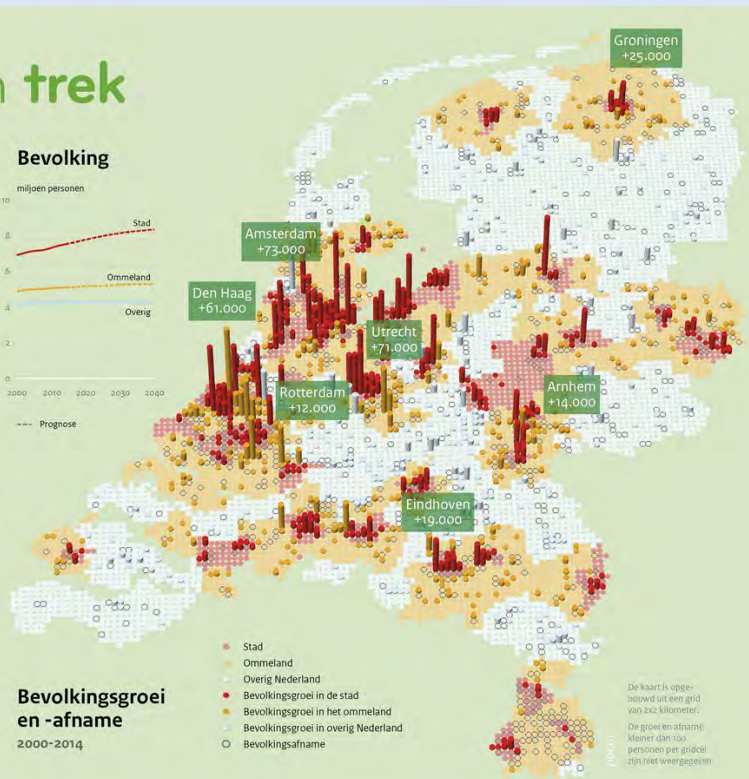 n trek
Bevolking
miljoen personen
10
8
6
4
2
0
2000 2010 2020 2030 2040
Stad
Ommeland
Overig
Prognose
Groningen
+25.000
Amsterdam
+73.000
Den Haag
+61.000
Utrecht
+71.000
Rotterdam
+12.000
Arnhem
+14.000
Eindhoven
+19.000
Stad
Ommeland
Overig Nederland
Bevolkingsgroei in de stad
Bevolkingsgroei in het ommeland
Bevolkingsgroei in overig Nederland
Bevolkingsafname
Bevolkingsgroei
en -afname
2000-2014
De kaart is opge-
bouwd uit een grid
van 2x2 kilometer.
De groei en afname
kleiner dan 100
personen per gridcel
zijn niet weergegeven